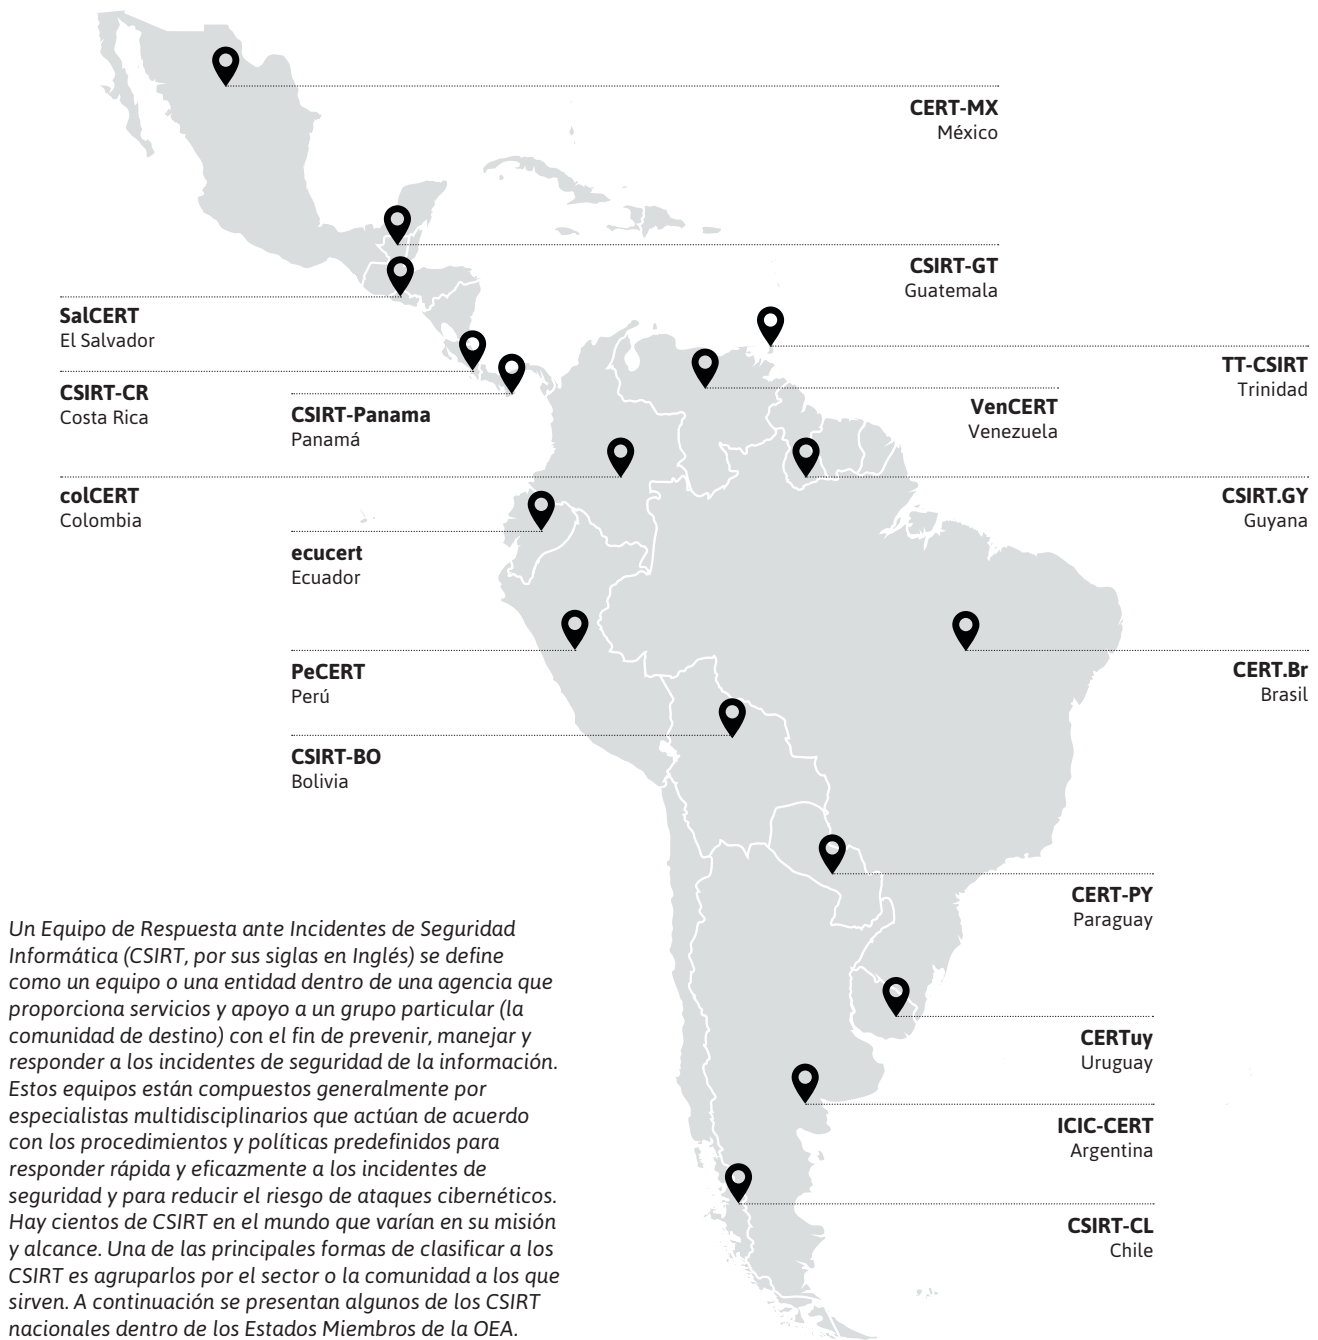 CERT-MX
México
CSIRT-GT
Guatemala
SalCERT
El Salvador
TT-CSIRT
Trinidad
CSIRT-CR
Costa Rica
CSIRT-Panama
Panamá
VenCERT
Venezuela
colCERT
Colombia
CSIRT.GY
Guyana
ecucert
Ecuador
PeCERT
Perú
CERT.Br
Brasil
CSIRT-BO
Bolivia
CERT-PY
Paraguay
CERTuy
Uruguay
ICIC-CERT
Argentina
CSIRT-CL
Chile
Un Equipo de Respuesta ante Incidentes de Seguridad
Informática (CSIRT, por sus siglas en Inglés) se define
como un equipo o una entidad dentro de una agencia que
proporciona servicios y apoyo a un grupo particular (la
comunidad de destino) con el fin de prevenir, manejar y
responder a los incidentes de seguridad de la información.
Estos equipos están compuestos generalmente por
especialistas multidisciplinarios que actúan de acuerdo
con los procedimientos y políticas predefinidos para
responder rápida y eficazmente a los incidentes de
seguridad y para reducir el riesgo de ataques cibernéticos.
Hay cientos de CSIRT en el mundo que varían en su misión
y alcance. Una de las principales formas de clasificar a los
CSIRT es agruparlos por el sector o la comunidad a los que
sirven. A continuación se presentan algunos de los CSIRT
nacionales dentro de los Estados Miembros de la OEA.